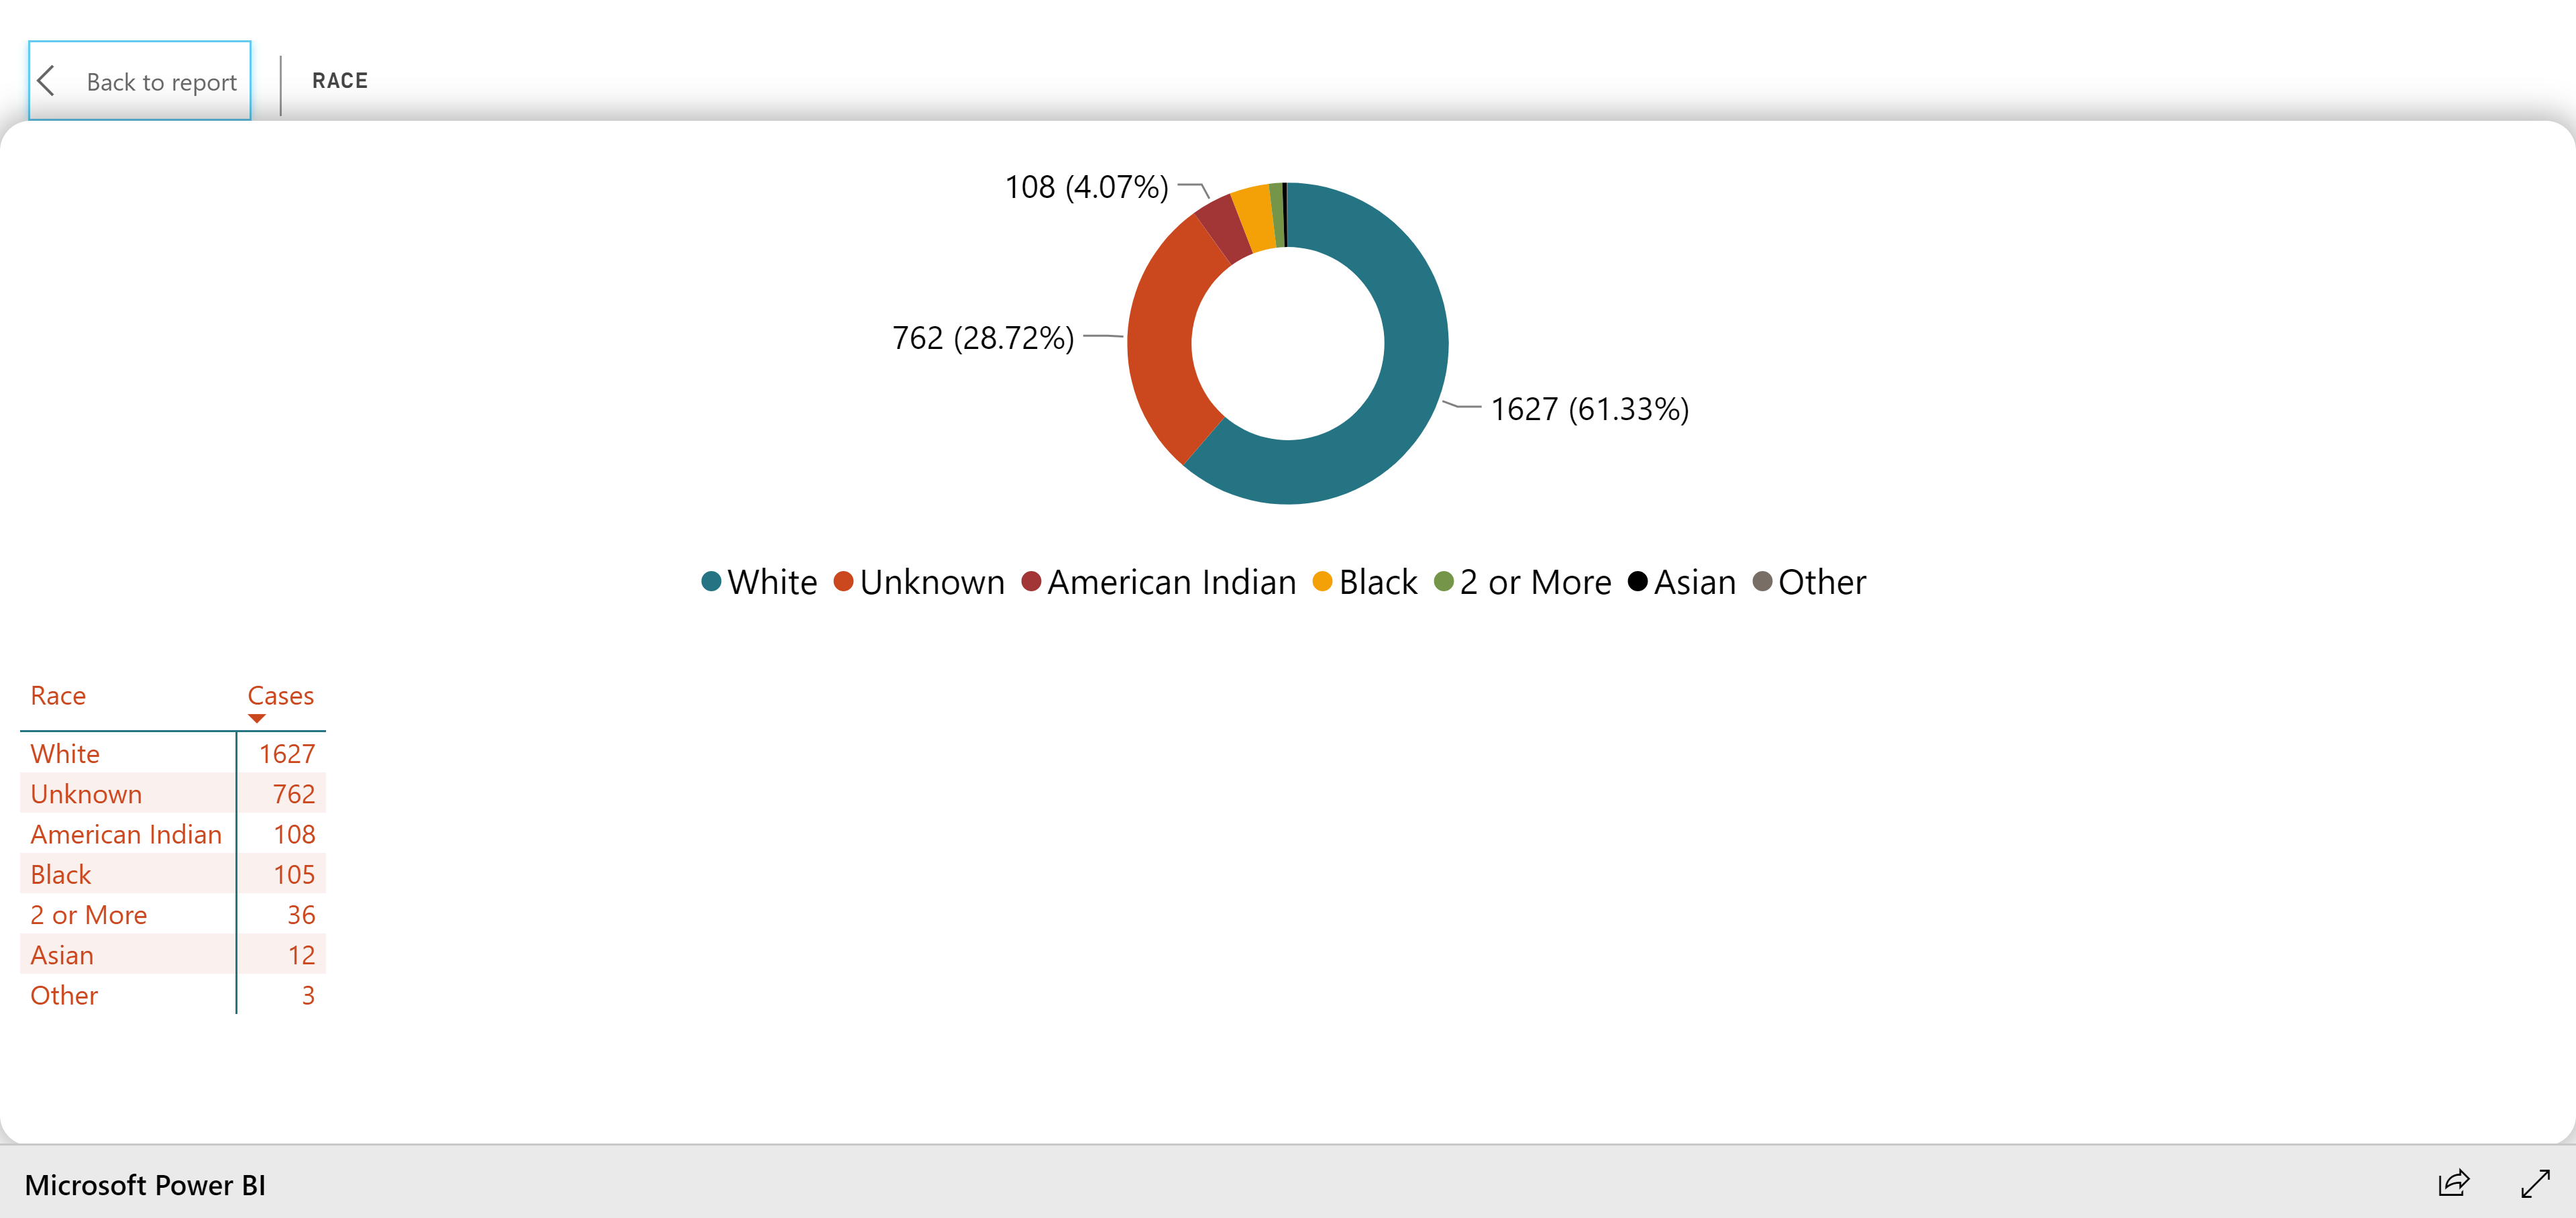 Back to report
RACE
108 (4.07%)
762 (28.72%)
1627 (61.33%)
White Unknown American Indian Black 2 or More Asian Other
Race Cases
White 1627
Unknown 762
American Indian 108
Black 105
2 or More 36
Asian 12
Other 3
Microsoft Power BI